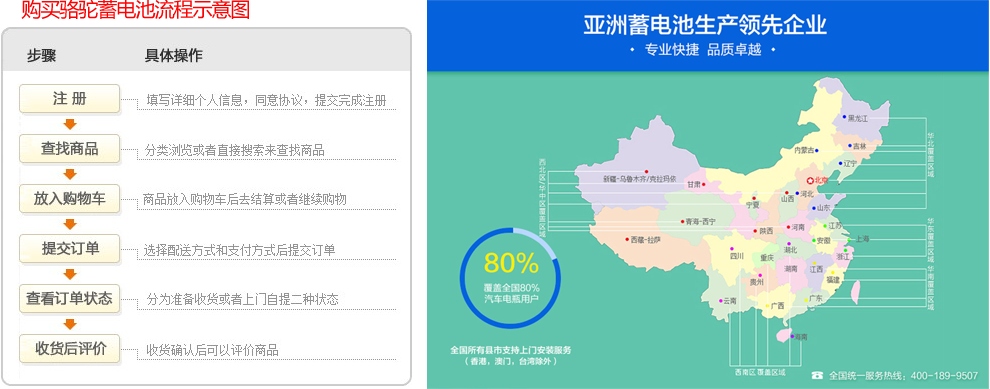 购买骆驼蓄电池流程示意图
步骤 具体操作
注 册 填写详细个人信息，同意协议，提交完成注册
查找商品 分类浏览或者直接搜索来查找商品
放入购物车 商品放入购物车后去结算或者继续购物
提交订单 选择配送方式和支付方式后提交订单
查看订单状态 分为准备收货或者上门自提二种状态
收货后评价 收货确认后可以评价商品
亚洲蓄电池生产领先企业
· 专业快捷 品质卓越 ·
黑龙江
吉林
辽宁
内蒙古
北京
河北
山西
山东
华北覆盖区域
西北区/华中区覆盖区域
新疆-乌鲁木齐/克拉玛依
甘肃
宁夏
青海-西宁
陕西
河南
西藏-拉萨
江苏
安徽
上海
浙江
华东覆盖区域
四川
重庆
湖北
湖南
江西
福建
华南覆盖区域
贵州
云南
广西
广东
海南
西南区 覆盖区域
80%
覆盖全国80%
汽车电瓶用户
全国所有县市支持上门安装服务
（香港，澳门，台湾除外）
全国统一服务热线：400-189-9507